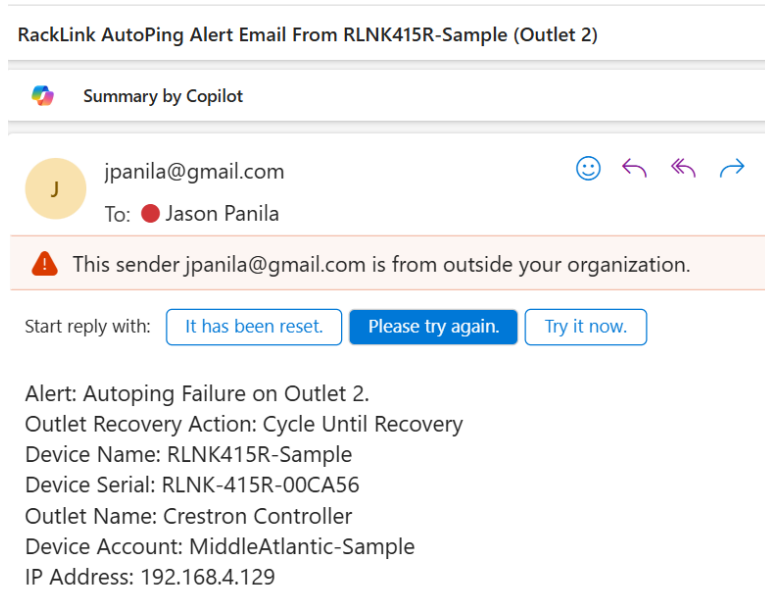 RackLink AutoPing Alert Email From RLNK415R-Sample (Outlet 2)
Summary by Copilot
J
jpanila@gmail.com
To: Jason Panila
This sender jpanila@gmail.com is from outside your organization.
Start reply with: It has been reset. Please try again. Try it now.
Alert: Autoping Failure on Outlet 2.
Outlet Recovery Action: Cycle Until Recovery
Device Name: RLNK415R-Sample
Device Serial: RLNK-415R-00CA56
Outlet Name: Crestron Controller
Device Account: MiddleAtlantic-Sample
IP Address: 192.168.4.129